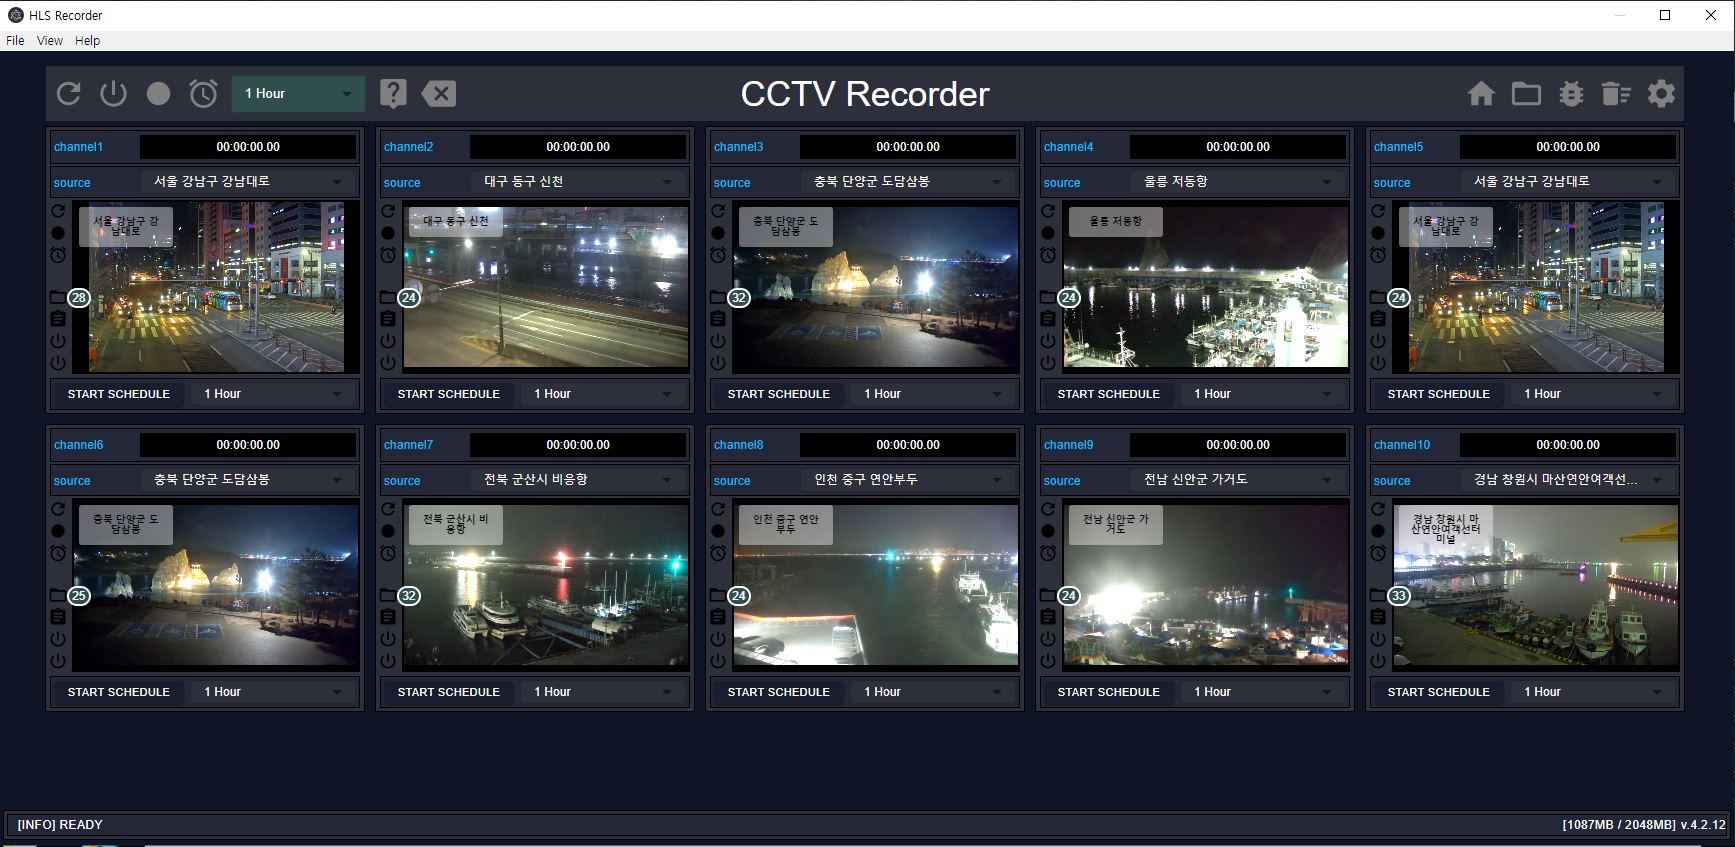 HLS Recorder
File View Help
1 Hour
CCTV Recorder
channel1 00:00:00.00
source 서울 강남구 강남대로
서울 강남구 강
남대로
28
START SCHEDULE 1 Hour
channel2 00:00:00.00
source 대구 동구 신천
대구 동구 신천
24
START SCHEDULE 1 Hour
channel3 00:00:00.00
source 충북 단양군 도담삼봉
충북 단양군 도
담삼봉
32
START SCHEDULE 1 Hour
channel4 00:00:00.00
source 울릉 저동항
울릉 저동항
24
START SCHEDULE 1 Hour
channel5 00:00:00.00
source 서울 강남구 강남대로
서울 강남구 강
남대로
24
START SCHEDULE 1 Hour
channel6 00:00:00.00
source 충북 단양군 도담삼봉
충북 단양군 도
담삼봉
25
START SCHEDULE 1 Hour
channel7 00:00:00.00
source 전북 군산시 비응항
전북 군산시 비
응항
32
START SCHEDULE 1 Hour
channel8 00:00:00.00
source 인천 중구 연안부두
인천 중구 연안
부두
24
START SCHEDULE 1 Hour
channel9 00:00:00.00
source 전남 신안군 가거도
전남 신안군 가
거도
24
START SCHEDULE 1 Hour
channel10 00:00:00.00
source 경남 창원시 마산연안여객선...
경남 창원시 마
산연안여객선터
미널
33
START SCHEDULE 1 Hour
[INFO] READY
[1087MB / 2048MB] v.4.2.12